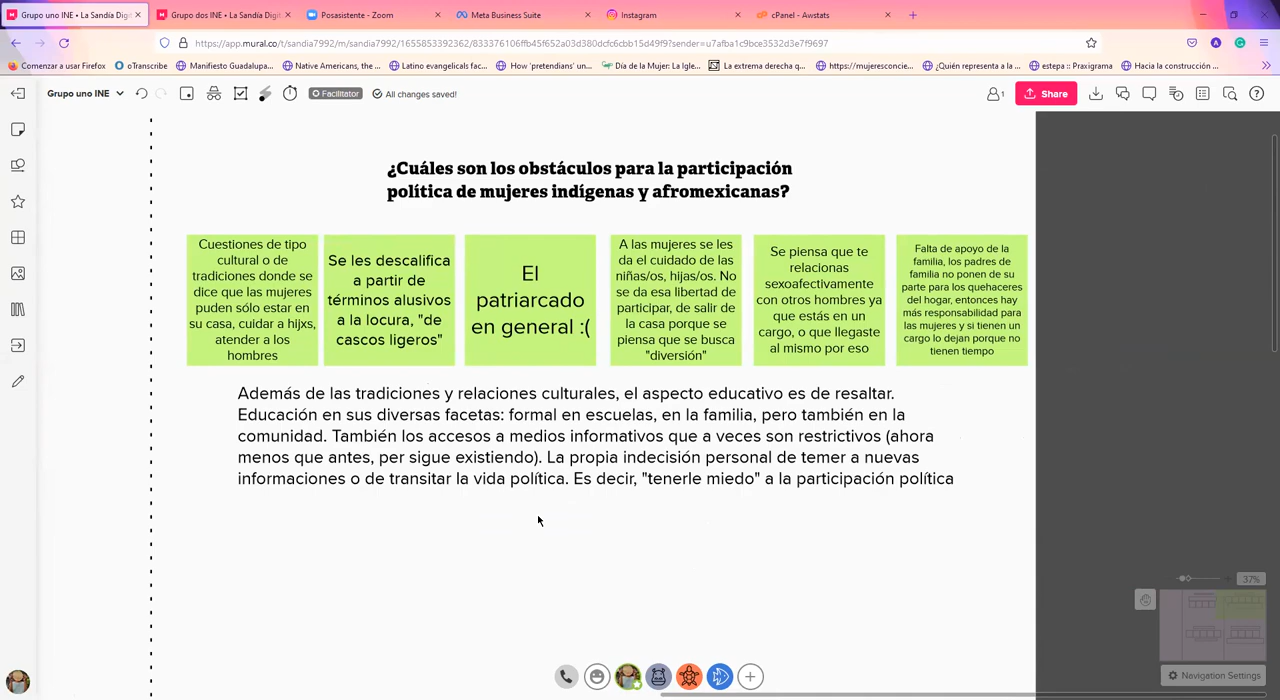 Grupo uno INE • La Sandía Digi
Grupo dos INE • La Sandía Digit
Posasistente - Zoom
Meta Business Suite
Instagram
cPanel - Awstats
https://app.mural.co/t/sandia7992/m/sandia7992/1655853392362/833376106ffb45f652a03d380dcfc6cbb15d49f9?sender=u7afba1c9bce3532d3e7f9697
Comenzar a usar Firefox
oTranscribe
Manifiesto Guadalupa...
Native Americans, the ...
Latino evangelicals fac...
How 'pretendians' un...
Día de la Mujer: La Igle...
La extrema derecha q...
https://mujeresconcie...
¿Quién representa a la ...
estepa :: Praxigrama
Hacia la construcción ...
Grupo uno INE
Facilitator
All changes saved!
1
Share
¿Cuáles son los obstáculos para la participación
política de mujeres indígenas y afromexicanas?
Cuestiones de tipo
cultural o de
tradiciones donde se
dice que las mujeres
puden sólo estar en
su casa, cuidar a hijxs,
atender a los
hombres
Se les descalifica
a partir de
términos alusivos
a la locura, "de
cascos ligeros"
El
patriarcado
en general :(
A las mujeres se les
da el cuidado de las
niñas/os, hijas/os. No
se da esa libertad de
participar, de salir de
la casa porque se
piensa que se busca
"diversión"
Se piensa que te
relacionas
sexoafectivamente
con otros hombres ya
que estás en un
cargo, o que llegaste
al mismo por eso
Falta de apoyo de la
familia, los padres de
familia no ponen de su
parte para los quehaceres
del hogar, entonces hay
más responsabilidad para
las mujeres y si tienen un
cargo lo dejan porque no
tienen tiempo
Además de las tradiciones y relaciones culturales, el aspecto educativo es de resaltar.
Educación en sus diversas facetas: formal en escuelas, en la familia, pero también en la
comunidad. También los accesos a medios informativos que a veces son restrictivos (ahora
menos que antes, per sigue existiendo). La propia indecisión personal de temer a nuevas
informaciones o de transitar la vida política. Es decir, "tenerle miedo" a la participación política
37%
Navigation Settings